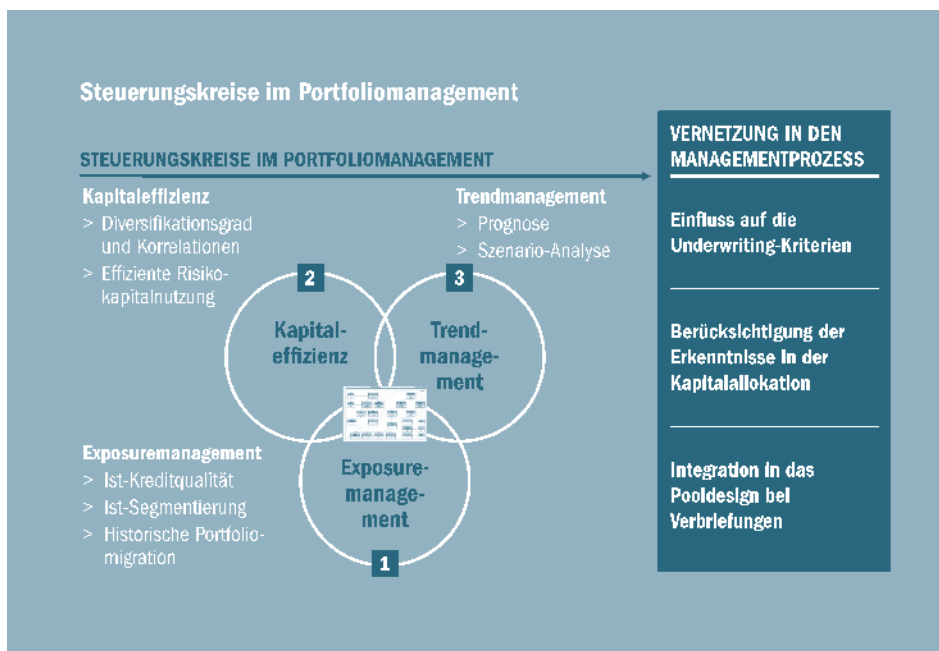 Steuerungskreise im Portfoliomanagement
STEUERUNGSKREISE IM PORTFOLIOMANAGEMENT
Kapitaleffizienz
> Diversifikationsgrad
und Korrelationen
> Effiziente Risiko-
kapitalnutzung
Trendmanagement
> Prognose
> Szenario-Analyse
2
Kapital-
effizienz
3
Trend-
manage-
ment
Exposuremanagement
> Ist-Kreditqualität
> Ist-Segmentierung
> Historische Portfolio-
migration
Exposure-
manage-
ment
1
VERNETZUNG IN DEN
MANAGEMENTPROZESS
Einfluss auf die
Underwriting-Kriterien
Berücksichtigung der
Erkenntnisse in der
Kapitalallokation
Integration in das
Pooldesign bei
Verbriefungen